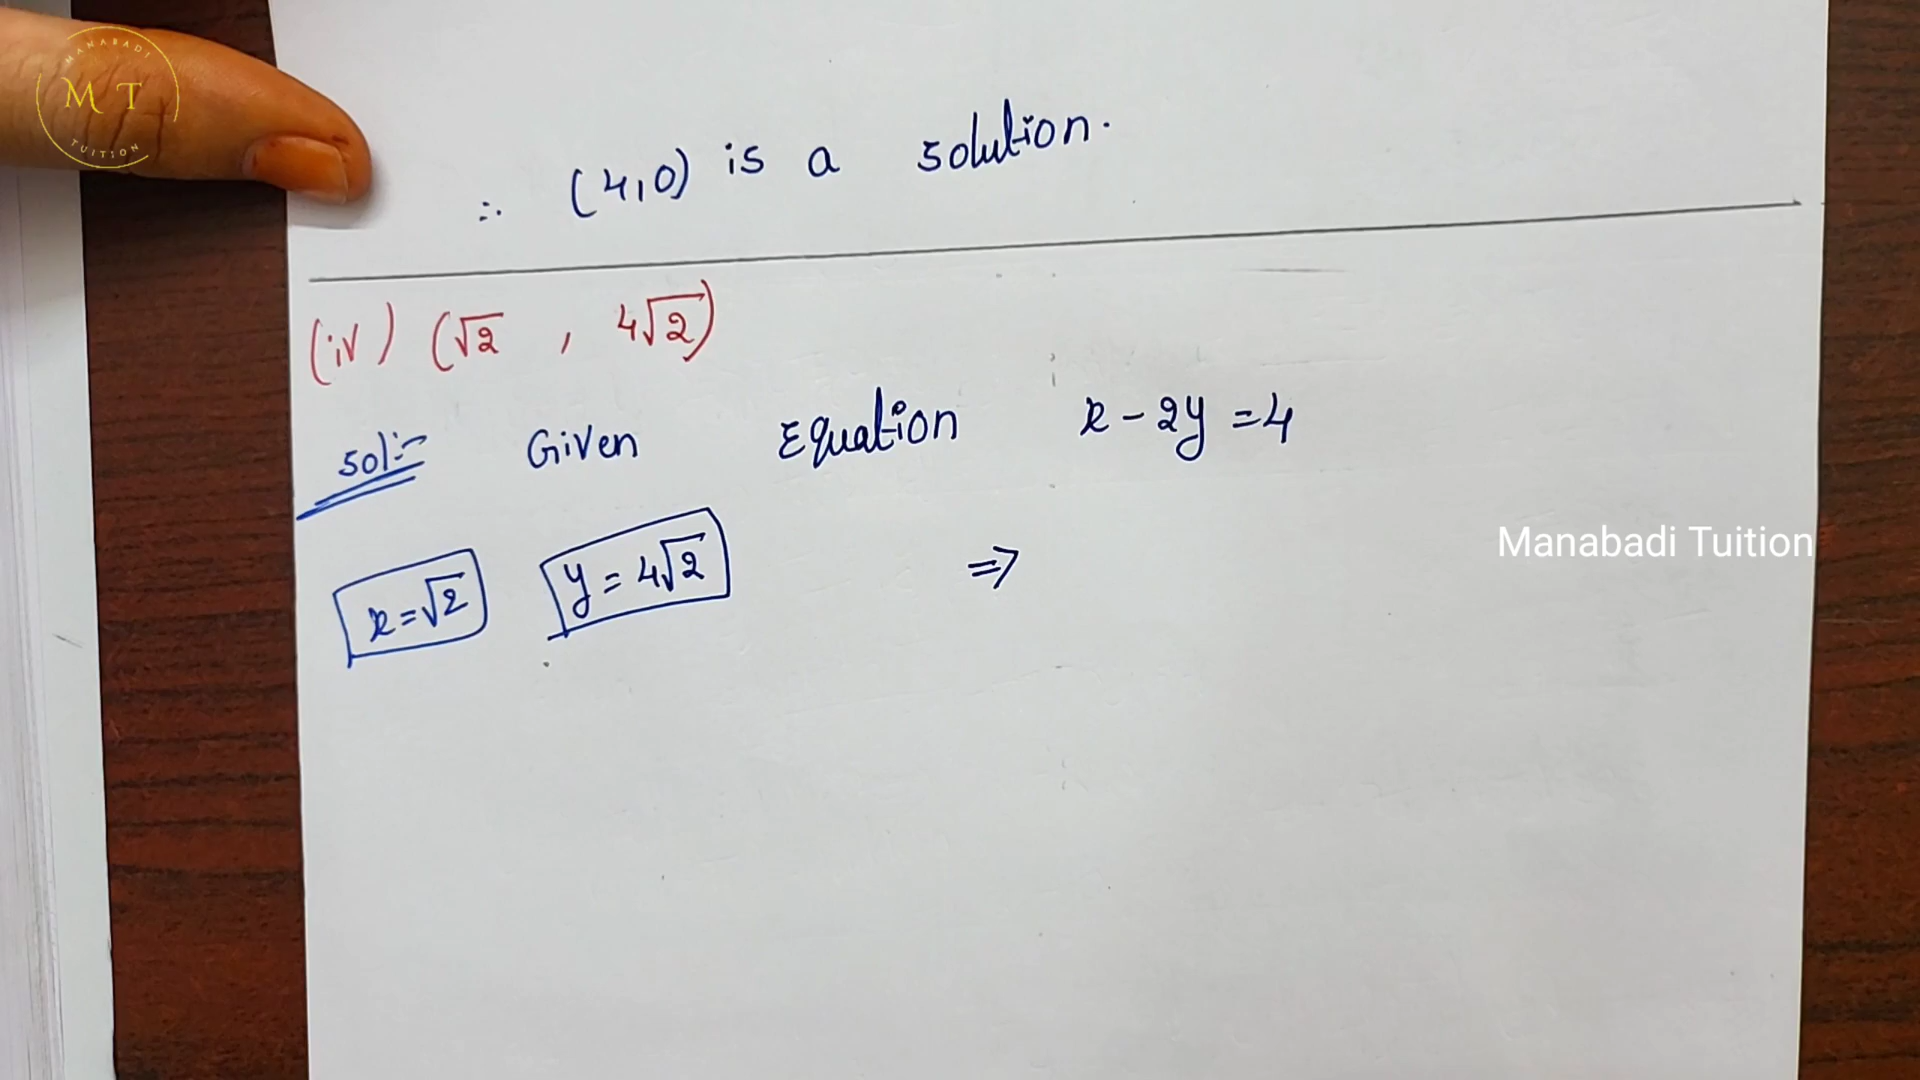 MANABADI
M T
TUITION
∴ (4,0) is a solution.
(iv) (√2 , 4√2)
Sol:- Given Equation x - 2y = 4
x = √2 y = 4√2 ⇒
Manabadi Tuition